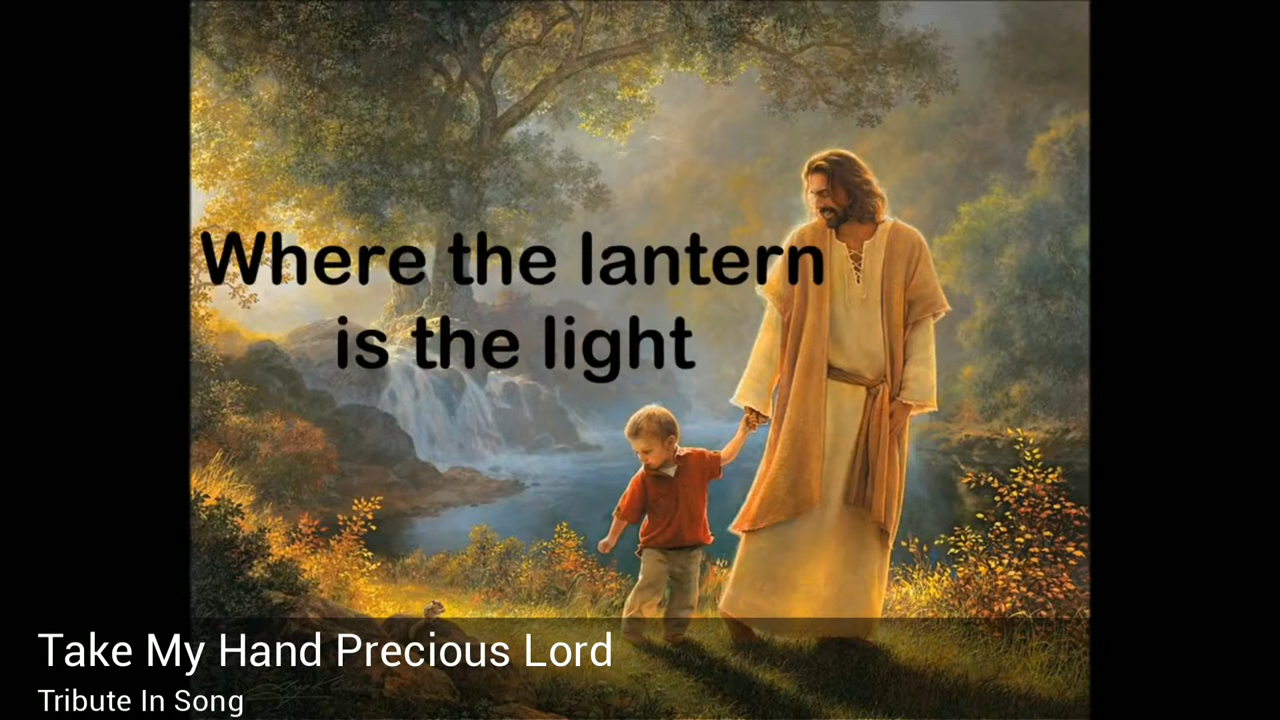 Where the lantern
is the light
Take My Hand Precious Lord
Tribute In Song